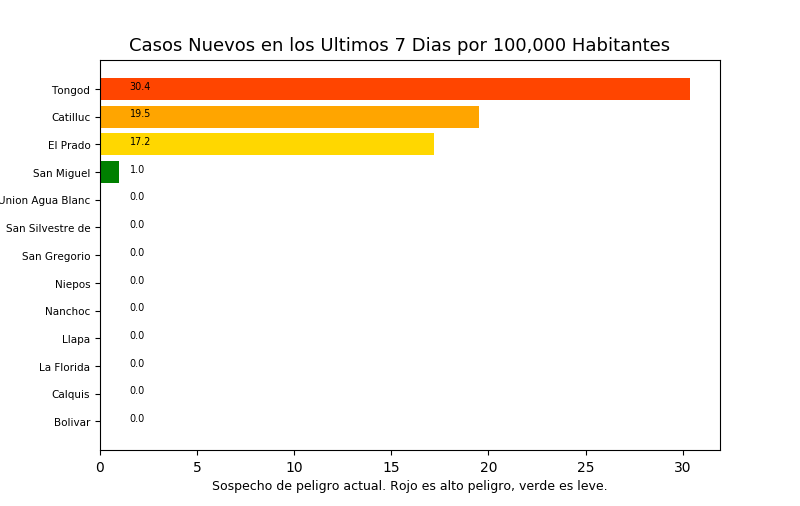 Casos Nuevos en los Ultimos 7 Dias por 100,000 Habitantes
Tongod 30.4
Catilluc 19.5
El Prado 17.2
San Miguel 1.0
Union Agua Blanc 0.0
San Silvestre de 0.0
San Gregorio 0.0
Niepos 0.0
Nanchoc 0.0
Llapa 0.0
La Florida 0.0
Calquis 0.0
Bolivar 0.0
0 5 10 15 20 25 30
Sospecho de peligro actual. Rojo es alto peligro, verde es leve.